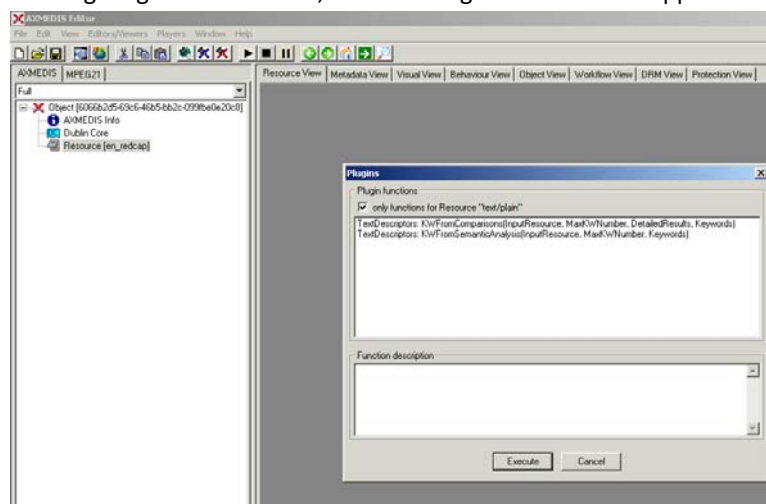 AXMEDIS Editor
File Edit View Editors/Viewers Players Window Help
AXMEDIS MPEG21
Resource View Metadata View Visual View Behaviour View Object View Workflow View DRM View Protection View
Full
Object [6066b2d5-69c6-46b5-bb2c-099fbe0e20c8]
AXMEDIS Info
Dublin Core
Resource [en_redcap]
Plugins
Plugin functions
only functions for Resource "text/plain"
TextDescriptors: KWFromComparisons(InputResource, MaxKWNumber, DetailedResults, Keywords)
TextDescriptors: KWFromSemanticAnalysis(InputResource, MaxKWNumber, Keywords)
Function description
Execute Cancel